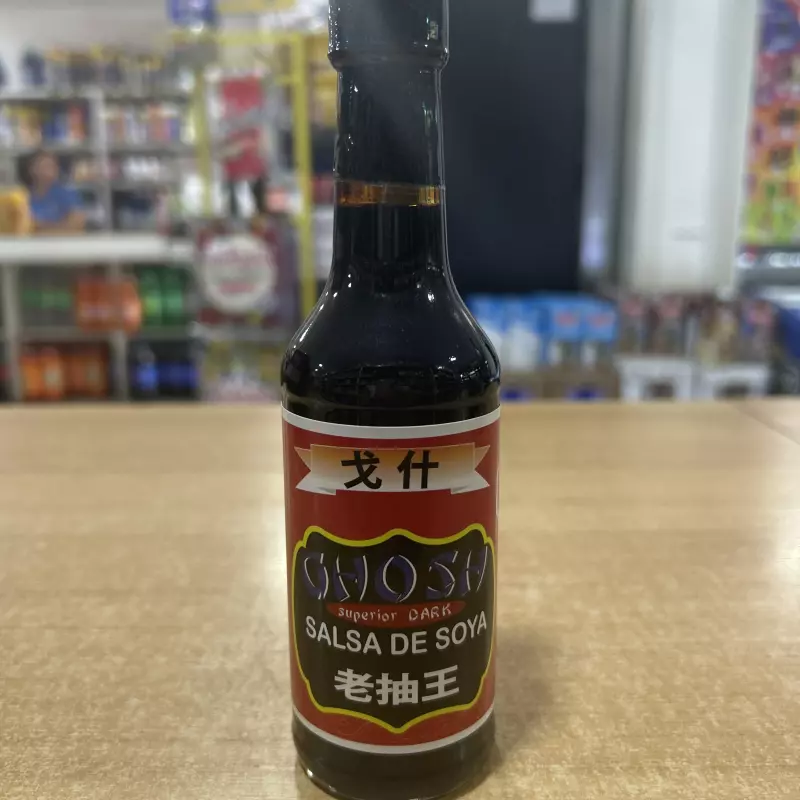 戈什
GHOSH
superior DARK
SALSA DE SOYA
老抽王